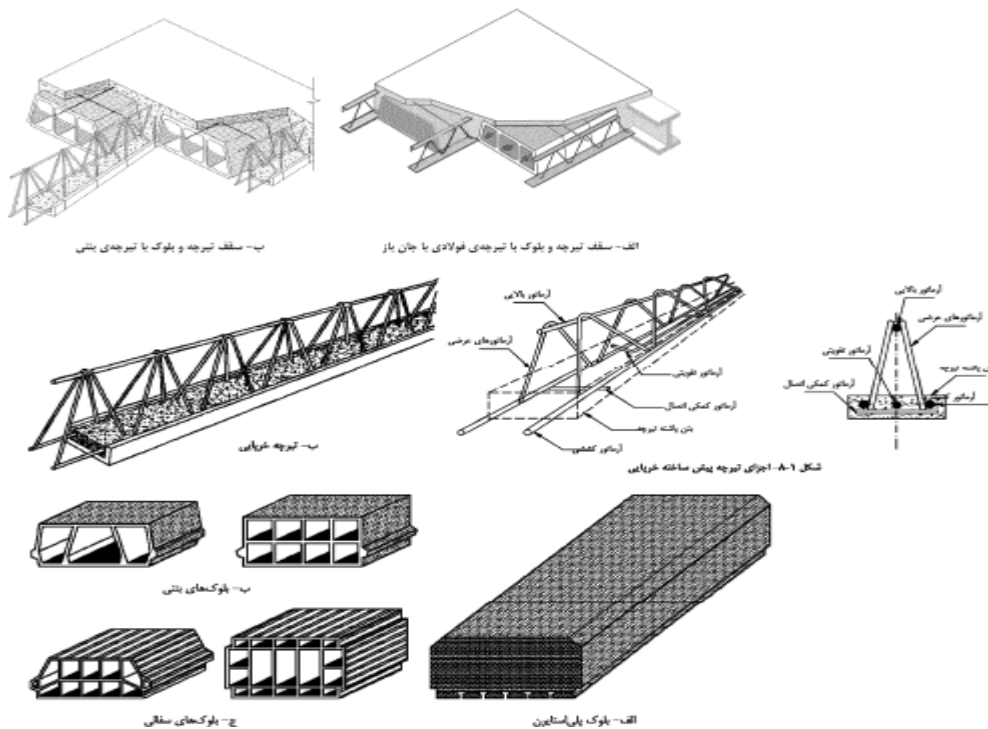 الف- سقف تیرچه و بلوک با تیرچه‌ی فولادی با جان باز
ب- سقف تیرچه و بلوک با تیرچه‌ی بتنی
آرماتور بالایی
آرماتورهای عرضی
آرماتور تقویتی
آرماتور کمکی اتصال
بتن پاشنه تیرچه
آرماتور کششی
آرماتور بالایی
آرماتورهای عرضی
آرماتور تقویتی
پاشنه تیرچه
آرماتور کمکی اتصال
آرماتور
ب- تیرچه خرپایی
شکل ۱-۸- اجزای تیرچه پیش ساخته خرپایی
ب- بلوک‌های بتنی
ج- بلوک‌های سفالی
الف- بلوک پلی‌استایرن